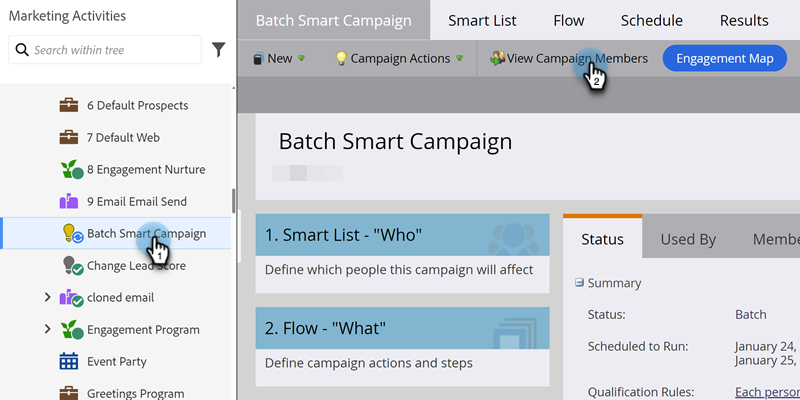 Marketing Activities
Search within tree
6 Default Prospects
7 Default Web
8 Engagement Nurture
9 Email Email Send
Batch Smart Campaign
1
Change Lead Score
cloned email
Engagement Program
Event Party
Greetings Program
Batch Smart Campaign Smart List Flow Schedule Results
New Campaign Actions View Campaign Members Engagement Map
2
Batch Smart Campaign
1. Smart List - "Who"
Define which people this campaign will affect
2. Flow - "What"
Define campaign actions and steps
Status Used By Membe
Summary
Status: Batch
Scheduled to Run: January 24,
January 25,
Qualification Rules: Each person